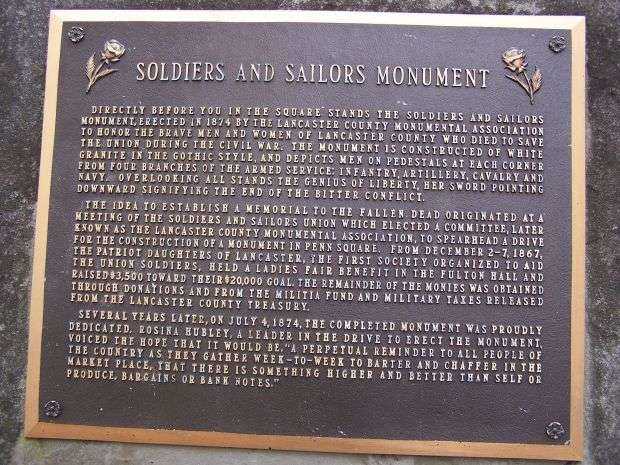 SOLDIERS AND SAILORS MONUMENT
DIRECTLY BEFORE YOU IN THE SQUARE STANDS THE SOLDIERS AND SAILORS
MONUMENT, ERECTED IN 1874 BY THE LANCASTER COUNTY MONUMENTAL ASSOCIATION
TO HONOR THE BRAVE MEN AND WOMEN OF LANCASTER COUNTY WHO DIED TO SAVE
THE UNION DURING THE CIVIL WAR. THE MONUMENT IS CONSTRUCTED OF WHITE
GRANITE IN THE GOTHIC STYLE, AND DEPICTS MEN ON PEDESTALS AT EACH CORNER
FROM FOUR BRANCHES OF THE ARMED SERVICE: INFANTRY, ARTILLERY, CAVALRY AND
NAVY. OVERLOOKING ALL STANDS THE GENIUS OF LIBERTY, HER SWORD POINTING
DOWNWARD SIGNIFYING THE END OF THE BITTER CONFLICT.
THE IDEA TO ESTABLISH A MEMORIAL TO THE FALLEN DEAD ORIGINATED AT A
MEETING OF THE SOLDIERS AND SAILORS UNION WHICH ELECTED A COMMITTEE, LATER
KNOWN AS THE LANCASTER COUNTY MONUMENTAL ASSOCIATION, TO SPEARHEAD A DRIVE
FOR THE CONSTRUCTION OF A MONUMENT IN PENN SQUARE. FROM DECEMBER 2-7, 1867,
THE PATRIOT DAUGHTERS OF LANCASTER, THE FIRST SOCIETY ORGANIZED TO AID
THE UNION SOLDIERS, HELD A LADIES FAIR BENEFIT IN THE FULTON HALL AND
RAISED $3,500 TOWARD THEIR $20,000 GOAL. THE REMAINDER OF THE MONIES WAS OBTAINED
THROUGH DONATIONS AND FROM THE MILITIA FUND AND MILITARY TAXES RELEASED
FROM THE LANCASTER COUNTY TREASURY.
SEVERAL YEARS LATER, ON JULY 4, 1874, THE COMPLETED MONUMENT WAS PROUDLY
DEDICATED. ROSINA HUBLEY, A LEADER IN THE DRIVE TO ERECT THE MONUMENT,
VOICED THE HOPE THAT IT WOULD BE, "A PERPETUAL REMINDER TO ALL PEOPLE OF
THE COUNTRY AS THEY GATHER WEEK-TO-WEEK TO BARTER AND CHAFFER IN THE
MARKET PLACE, THAT THERE IS SOMETHING HIGHER AND BETTER THAN SELF OR
PRODUCE, BARGAINS OR BANK NOTES."